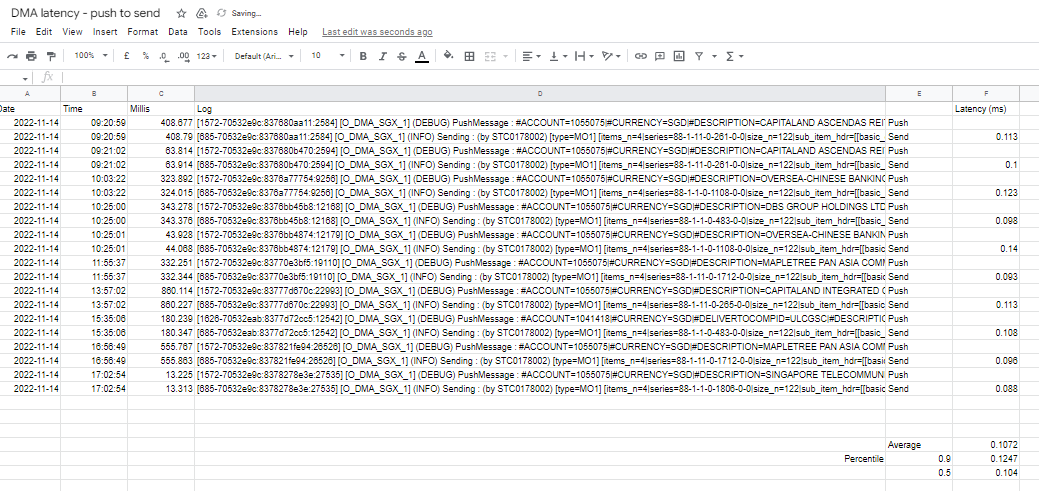 DMA latency - push to send Saving...
File Edit View Insert Format Data Tools Extensions Help Last edit was seconds ago
100% £ % .0 .00 123 Default (Ari... 10 B I S A
fx
A B C D E F
Date Time Millis Log Latency (ms)
2022-11-14 09:20:59 408.677 [1572-70532e9c:837680aa11:2584] [O_DMA_SGX_1] (DEBUG) PushMessage : #ACCOUNT=1055075|#CURRENCY=SGD|#DESCRIPTION=CAPITALAND ASCENDAS REI Push
2022-11-14 09:20:59 408.79 [685-70532e9c:837680aa11:2584] [O_DMA_SGX_1] (INFO) Sending : (by STC0178002) [type=MO1] [items_n=4|series=88-1-11-0-261-0-0|size_n=122|sub_item_hdr=[[basic_ Send 0.113
2022-11-14 09:21:02 63.814 [1572-70532e9c:837680b470:2594] [O_DMA_SGX_1] (DEBUG) PushMessage : #ACCOUNT=1055075|#CURRENCY=SGD|#DESCRIPTION=CAPITALAND ASCENDAS REI Push
2022-11-14 09:21:02 63.914 [685-70532e9c:837680b470:2594] [O_DMA_SGX_1] (INFO) Sending : (by STC0178002) [type=MO1] [items_n=4|series=88-1-11-0-261-0-0|size_n=122|sub_item_hdr=[[basic_ Send 0.1
2022-11-14 10:03:22 323.892 [1572-70532e9c:8376a77754:9256] [O_DMA_SGX_1] (DEBUG) PushMessage : #ACCOUNT=1055075|#CURRENCY=SGD|#DESCRIPTION=OVERSEA-CHINESE BANKING Push
2022-11-14 10:03:22 324.015 [685-70532e9c:8376a77754:9256] [O_DMA_SGX_1] (INFO) Sending : (by STC0178002) [type=MO1] [items_n=4|series=88-1-1-0-1108-0-0|size_n=122|sub_item_hdr=[[basic_ Send 0.123
2022-11-14 10:25:00 343.278 [1572-70532e9c:8376bb45b8:12168] [O_DMA_SGX_1] (DEBUG) PushMessage : #ACCOUNT=1055075|#CURRENCY=SGD|#DESCRIPTION=DBS GROUP HOLDINGS LTD Push
2022-11-14 10:25:00 343.376 [685-70532e9c:8376bb45b8:12168] [O_DMA_SGX_1] (INFO) Sending : (by STC0178002) [type=MO1] [items_n=4|series=88-1-1-0-483-0-0|size_n=122|sub_item_hdr=[[basic_ Send 0.098
2022-11-14 10:25:01 43.928 [1572-70532e9c:8376bb4874:12179] [O_DMA_SGX_1] (DEBUG) PushMessage : #ACCOUNT=1055075|#CURRENCY=SGD|#DESCRIPTION=OVERSEA-CHINESE BANKIN Push
2022-11-14 10:25:01 44.068 [685-70532e9c:8376bb4874:12179] [O_DMA_SGX_1] (INFO) Sending : (by STC0178002) [type=MO1] [items_n=4|series=88-1-1-0-1108-0-0|size_n=122|sub_item_hdr=[[basic Send 0.14
2022-11-14 11:56:37 332.251 [1572-70532e9c:83770e3bf5:19110] [O_DMA_SGX_1] (DEBUG) PushMessage : #ACCOUNT=1055075|#CURRENCY=SGD|#DESCRIPTION=MAPLETREE PAN ASIA COMM Push
2022-11-14 11:56:37 332.344 [685-70532e9c:83770e3bf5:19110] [O_DMA_SGX_1] (INFO) Sending : (by STC0178002) [type=MO1] [items_n=4|series=88-1-11-0-1712-0-0|size_n=122|sub_item_hdr=[[basic Send 0.093
2022-11-14 13:57:02 860.114 [1572-70532e9c:83777d670c:22993] [O_DMA_SGX_1] (DEBUG) PushMessage : #ACCOUNT=1055075|#CURRENCY=SGD|#DESCRIPTION=CAPITALAND INTEGRATED C Push
2022-11-14 13:57:02 860.227 [685-70532e9c:83777d670c:22993] [O_DMA_SGX_1] (INFO) Sending : (by STC0178002) [type=MO1] [items_n=4|series=88-1-11-0-265-0-0|size_n=122|sub_item_hdr=[[basic Send 0.113
2022-11-14 15:35:06 180.239 [1626-70532eab:8377d72cc5:12542] [O_DMA_SGX_1] (DEBUG) PushMessage : #ACCOUNT=1041418|#CURRENCY=SGD|#DELIVERTOCOMPID=ULCGSC|#DESCRIPTIC Push
2022-11-14 15:35:06 180.347 [685-70532eab:8377d72cc5:12542] [O_DMA_SGX_1] (INFO) Sending : (by STC0178002) [type=MO1] [items_n=4|series=88-1-1-0-483-0-0|size_n=122|sub_item_hdr=[[basic_ Send 0.108
2022-11-14 16:56:49 555.767 [1572-70532e9c:837821fe94:26526] [O_DMA_SGX_1] (DEBUG) PushMessage : #ACCOUNT=1055075|#CURRENCY=SGD|#DESCRIPTION=MAPLETREE PAN ASIA COMM Push
2022-11-14 16:56:49 555.863 [685-70532e9c:837821fe94:26526] [O_DMA_SGX_1] (INFO) Sending : (by STC0178002) [type=MO1] [items_n=4|series=88-1-11-0-1712-0-0|size_n=122|sub_item_hdr=[[basic Send 0.096
2022-11-14 17:02:54 13.225 [1572-70532e9c:8378278e3e:27535] [O_DMA_SGX_1] (DEBUG) PushMessage : #ACCOUNT=1055075|#CURRENCY=SGD|#DESCRIPTION=SINGAPORE TELECOMMUN Push
2022-11-14 17:02:54 13.313 [685-70532e9c:8378278e3e:27535] [O_DMA_SGX_1] (INFO) Sending : (by STC0178002) [type=MO1] [items_n=4|series=88-1-1-0-1806-0-0|size_n=122|sub_item_hdr=[[basic Send 0.088
Average 0.1072
Percentile 0.9 0.1247
0.5 0.104